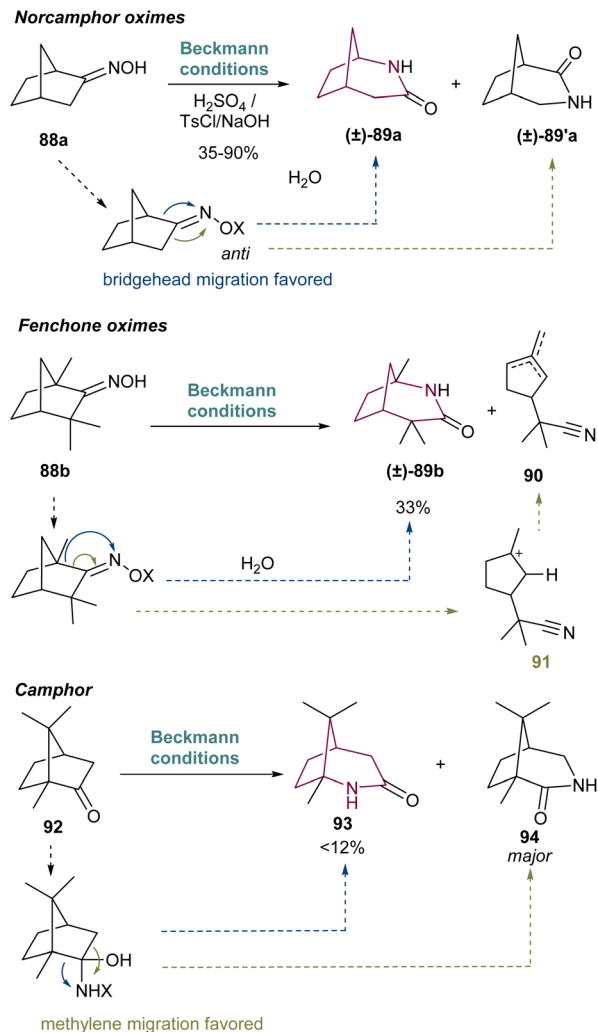 Norcamphor oximes
NOH
88a
Beckmann
conditions
H₂SO₄ /
TsCl/NaOH
35-90%
NH
O
(±)-89a
+
O
NH
(±)-89'a
H₂O
N
OX
anti
bridgehead migration favored
Fenchone oximes
NOH
88b
Beckmann
conditions
NH
O
(±)-89b
33%
+
N
90
N
OX
H₂O
+
H
N
91
Camphor
O
92
Beckmann
conditions
N
H
O
93
<12%
+
NH
O
94
major
OH
NHX
methylene migration favored